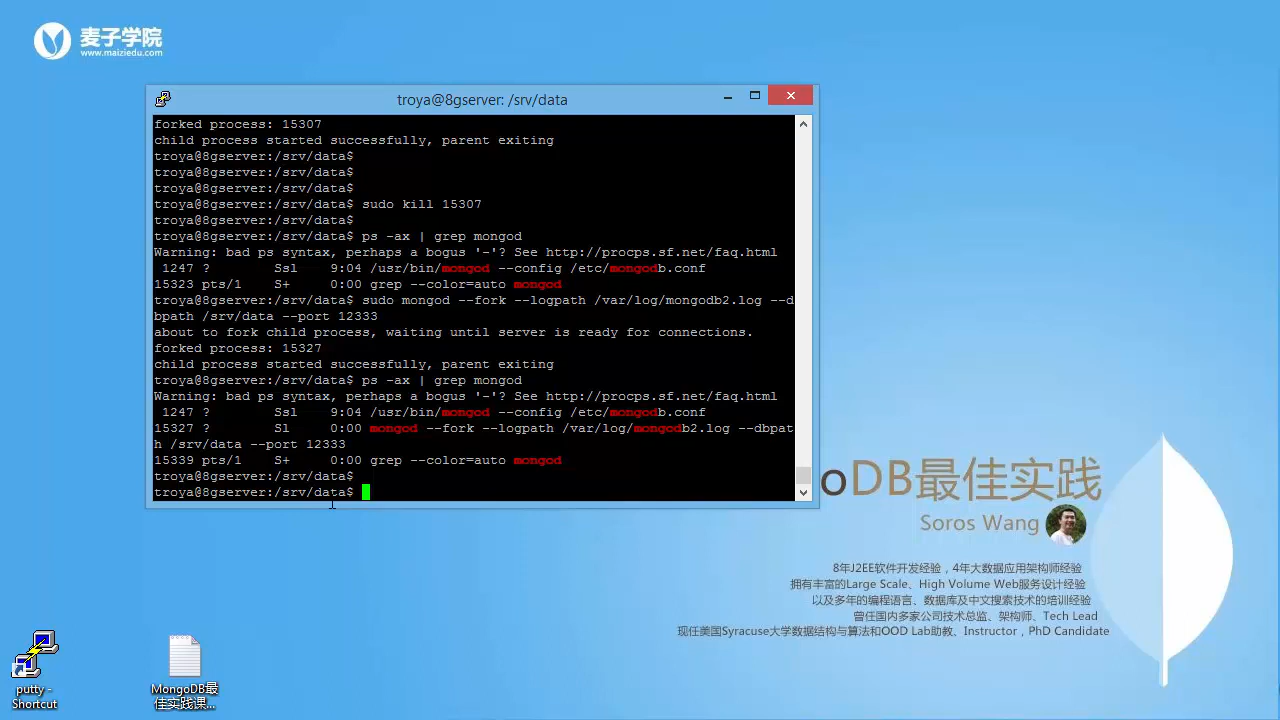 麦子学院
www.maiziedu.com
troya@8gserver: /srv/data
forked process: 15307
child process started successfully, parent exiting
troya@8gserver:/srv/data$
troya@8gserver:/srv/data$
troya@8gserver:/srv/data$
troya@8gserver:/srv/data$ sudo kill 15307
troya@8gserver:/srv/data$
troya@8gserver:/srv/data$ ps -ax | grep mongod
Warning: bad ps syntax, perhaps a bogus '-'? See http://procps.sf.net/faq.html
1247 ? Ssl 9:04 /usr/bin/mongod --config /etc/mongodb.conf
15323 pts/1 S+ 0:00 grep --color=auto mongod
troya@8gserver:/srv/data$ sudo mongod --fork --logpath /var/log/mongodb2.log --d
bpath /srv/data --port 12333
about to fork child process, waiting until server is ready for connections.
forked process: 15327
child process started successfully, parent exiting
troya@8gserver:/srv/data$ ps -ax | grep mongod
Warning: bad ps syntax, perhaps a bogus '-'? See http://procps.sf.net/faq.html
1247 ? Ssl 9:04 /usr/bin/mongod --config /etc/mongodb.conf
15327 ? Sl 0:00 mongod --fork --logpath /var/log/mongodb2.log --dbpat
h /srv/data --port 12333
15339 pts/1 S+ 0:00 grep --color=auto mongod
troya@8gserver:/srv/data$
troya@8gserver:/srv/data$
oDB最佳实践
Soros Wang
8年J2EE软件开发经验，4年大数据应用架构师经验
拥有丰富的Large Scale、High Volume Web服务设计经验
以及多年的编程语言、数据库及中文搜索技术的培训经验
曾任国内多家公司技术总监、架构师、Tech Lead
现任美国Syracuse大学数据结构与算法和OOD Lab助教、Instructor，PhD Candidate
putty -
Shortcut
MongoDB最
佳实践课...